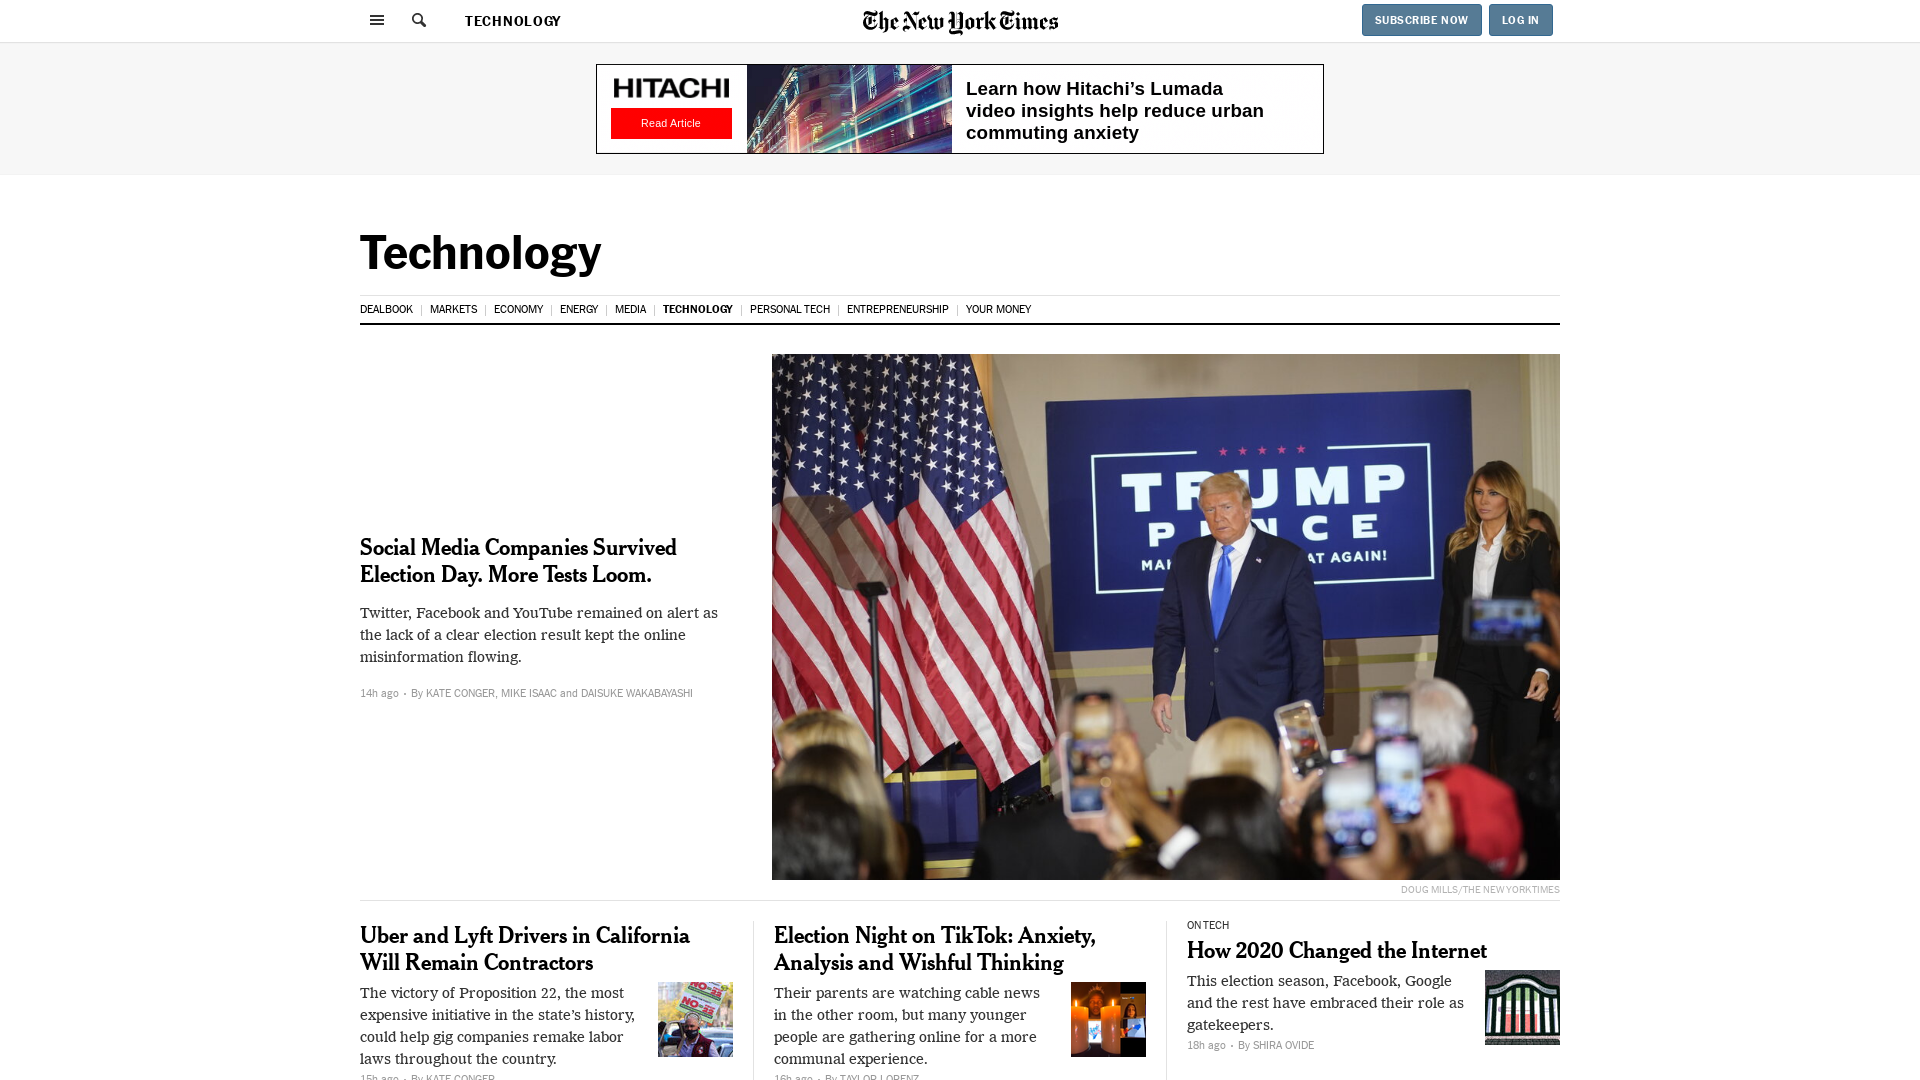 TECHNOLOGY
The New York Times
SUBSCRIBE NOW
LOG IN
HITACHI
Read Article
Learn how Hitachi’s Lumada
video insights help reduce urban
commuting anxiety
Technology
DEALBOOK
MARKETS
ECONOMY
ENERGY
MEDIA
TECHNOLOGY
PERSONAL TECH
ENTREPRENEURSHIP
YOUR MONEY
TRUMP
P NCE
MA AT AGAIN!
Social Media Companies Survived
Election Day. More Tests Loom.
Twitter, Facebook and YouTube remained on alert as
the lack of a clear election result kept the online
misinformation flowing.
14h ago • By KATE CONGER, MIKE ISAAC and DAISUKE WAKABAYASHI
DOUG MILLS/THE NEW YORK TIMES
Uber and Lyft Drivers in California
Will Remain Contractors
The victory of Proposition 22, the most
expensive initiative in the state’s history,
could help gig companies remake labor
laws throughout the country.
15h ago • By KATE CONGER
NO
NO
Election Night on TikTok: Anxiety,
Analysis and Wishful Thinking
Their parents are watching cable news
in the other room, but many younger
people are gathering online for a more
communal experience.
16h ago • By TAYLOR LORENZ
ON TECH
How 2020 Changed the Internet
This election season, Facebook, Google
and the rest have embraced their role as
gatekeepers.
18h ago • By SHIRA OVIDE